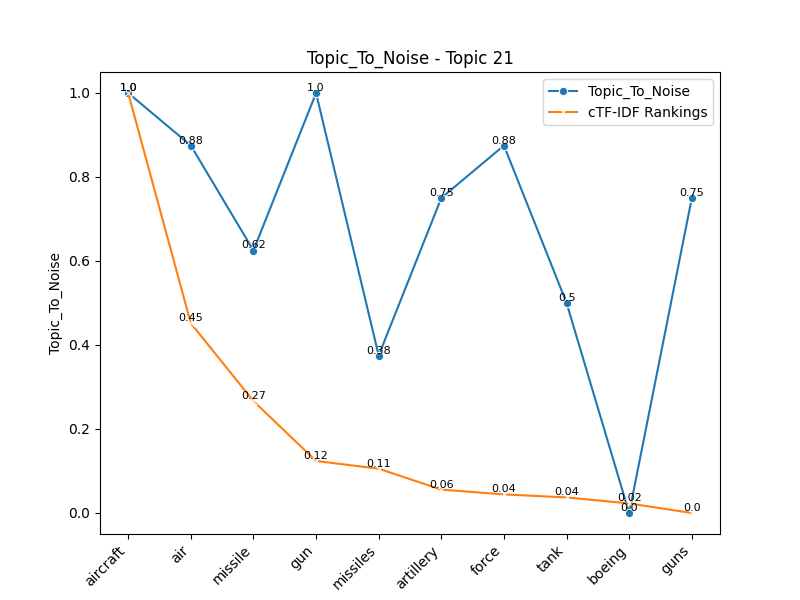 Topic_To_Noise - Topic 21
Topic_To_Noise
cTF-IDF Rankings
Topic_To_Noise
1.0
0.8
0.6
0.4
0.2
0.0
1.0
0.88
0.62
1.0
0.38
0.75
0.88
0.5
0.0
0.75
1.0
0.45
0.27
0.12
0.11
0.06
0.04
0.04
0.02
0.0
aircraft
air
missile
gun
missiles
artillery
force
tank
boeing
guns